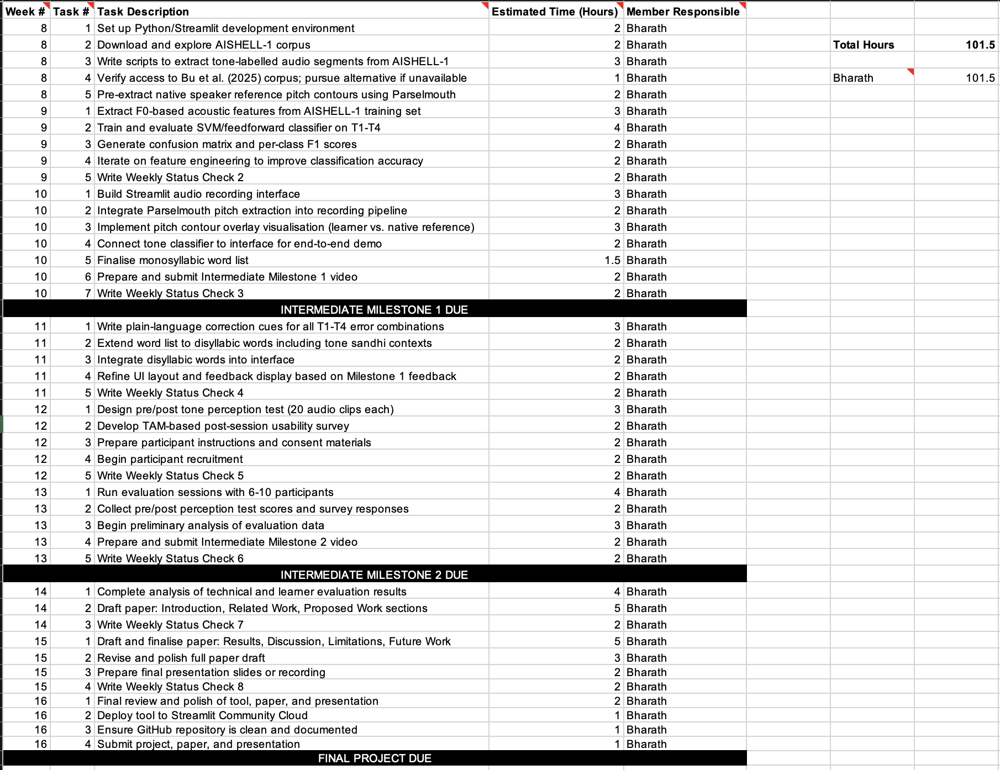 Week # Task # Task Description Estimated Time (Hours) Member Responsible
8 1 Set up Python/Streamlit development environment 2 Bharath
8 2 Download and explore AISHELL-1 corpus 2 Bharath Total Hours 101.5
8 3 Write scripts to extract tone-labelled audio segments from AISHELL-1 3 Bharath
8 4 Verify access to Bu et al. (2025) corpus; pursue alternative if unavailable 1 Bharath Bharath 101.5
8 5 Pre-extract native speaker reference pitch contours using Parselmouth 2 Bharath
9 1 Extract F0-based acoustic features from AISHELL-1 training set 3 Bharath
9 2 Train and evaluate SVM/feedforward classifier on T1-T4 4 Bharath
9 3 Generate confusion matrix and per-class F1 scores 2 Bharath
9 4 Iterate on feature engineering to improve classification accuracy 2 Bharath
9 5 Write Weekly Status Check 2 2 Bharath
10 1 Build Streamlit audio recording interface 3 Bharath
10 2 Integrate Parselmouth pitch extraction into recording pipeline 2 Bharath
10 3 Implement pitch contour overlay visualisation (learner vs. native reference) 3 Bharath
10 4 Connect tone classifier to interface for end-to-end demo 2 Bharath
10 5 Finalise monosyllabic word list 1.5 Bharath
10 6 Prepare and submit Intermediate Milestone 1 video 2 Bharath
10 7 Write Weekly Status Check 3 2 Bharath
INTERMEDIATE MILESTONE 1 DUE
11 1 Write plain-language correction cues for all T1-T4 error combinations 3 Bharath
11 2 Extend word list to disyllabic words including tone sandhi contexts 2 Bharath
11 3 Integrate disyllabic words into interface 2 Bharath
11 4 Refine UI layout and feedback display based on Milestone 1 feedback 2 Bharath
11 5 Write Weekly Status Check 4 2 Bharath
12 1 Design pre/post tone perception test (20 audio clips each) 3 Bharath
12 2 Develop TAM-based post-session usability survey 2 Bharath
12 3 Prepare participant instructions and consent materials 2 Bharath
12 4 Begin participant recruitment 2 Bharath
12 5 Write Weekly Status Check 5 2 Bharath
13 1 Run evaluation sessions with 6-10 participants 4 Bharath
13 2 Collect pre/post perception test scores and survey responses 2 Bharath
13 3 Begin preliminary analysis of evaluation data 3 Bharath
13 4 Prepare and submit Intermediate Milestone 2 video 2 Bharath
13 5 Write Weekly Status Check 6 2 Bharath
INTERMEDIATE MILESTONE 2 DUE
14 1 Complete analysis of technical and learner evaluation results 4 Bharath
14 2 Draft paper: Introduction, Related Work, Proposed Work sections 5 Bharath
14 3 Write Weekly Status Check 7 2 Bharath
15 1 Draft and finalise paper: Results, Discussion, Limitations, Future Work 5 Bharath
15 2 Revise and polish full paper draft 3 Bharath
15 3 Prepare final presentation slides or recording 2 Bharath
15 4 Write Weekly Status Check 8 2 Bharath
16 1 Final review and polish of tool, paper, and presentation 2 Bharath
16 2 Deploy tool to Streamlit Community Cloud 1 Bharath
16 3 Ensure GitHub repository is clean and documented 1 Bharath
16 4 Submit project, paper, and presentation 1 Bharath
FINAL PROJECT DUE